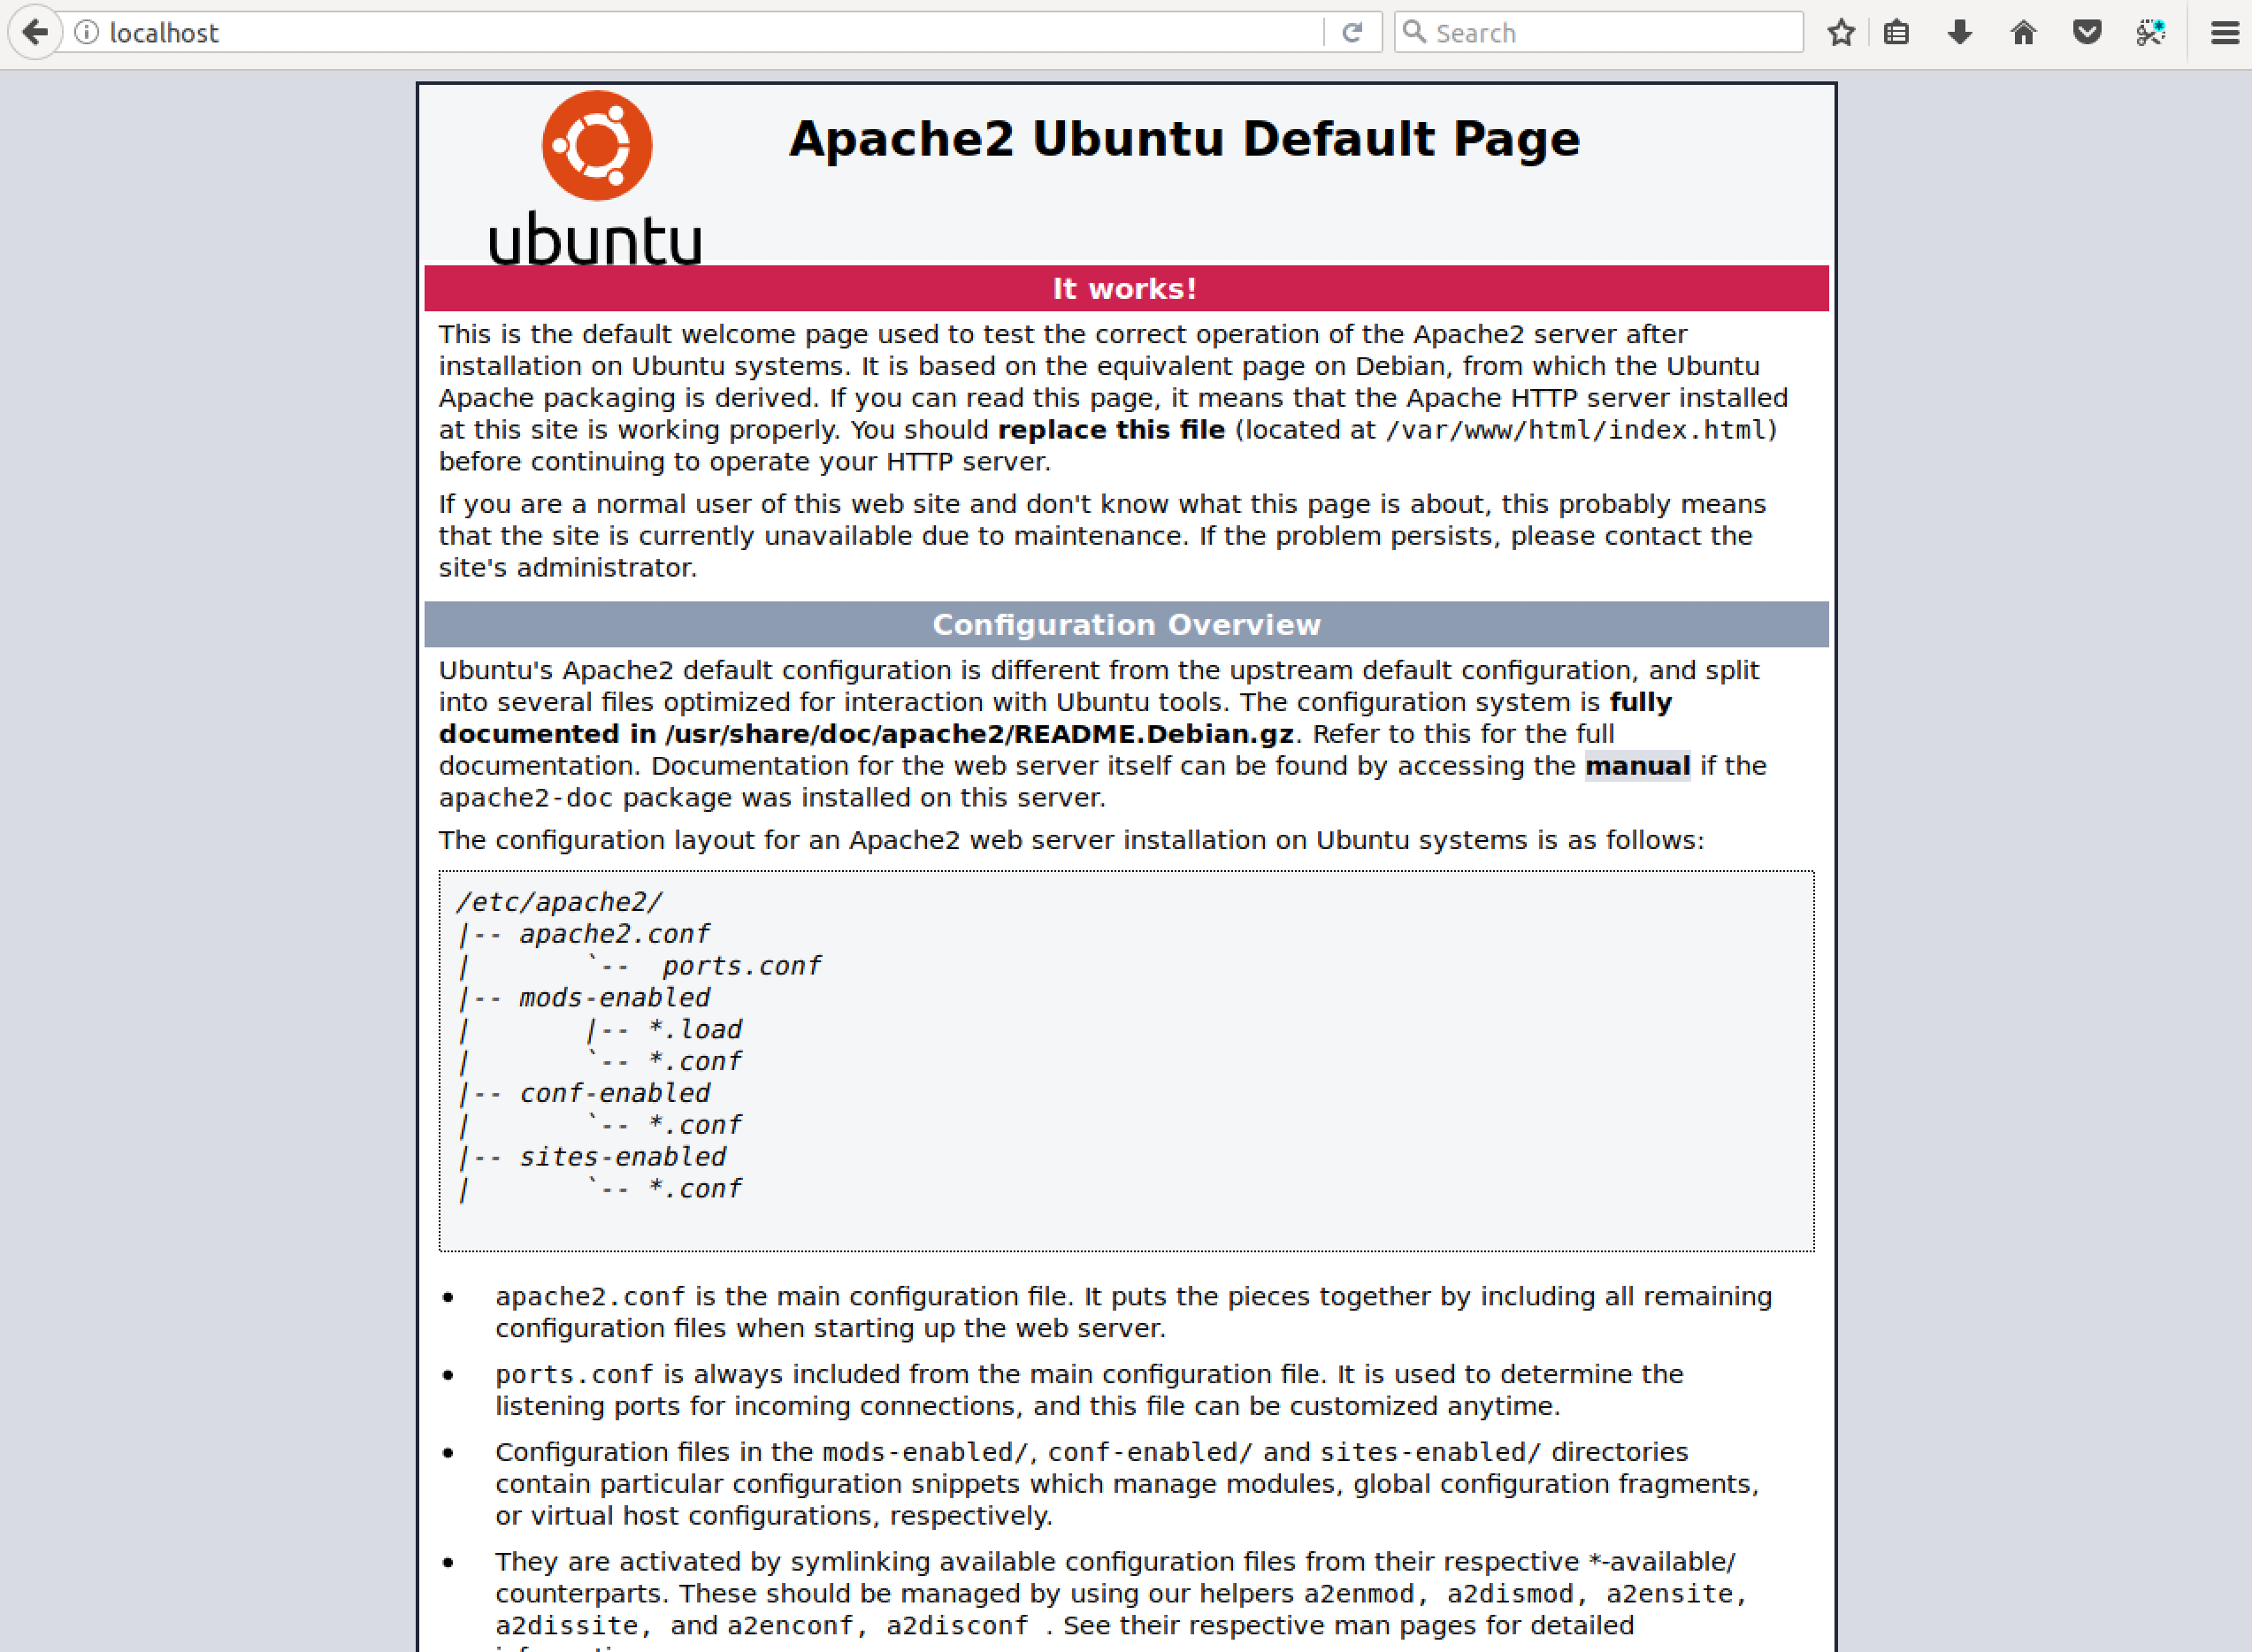 localhost
Search
Apache2 Ubuntu Default Page
ubuntu
It works!
This is the default welcome page used to test the correct operation of the Apache2 server after
installation on Ubuntu systems. It is based on the equivalent page on Debian, from which the Ubuntu
Apache packaging is derived. If you can read this page, it means that the Apache HTTP server installed
at this site is working properly. You should replace this file (located at /var/www/html/index.html)
before continuing to operate your HTTP server.
If you are a normal user of this web site and don't know what this page is about, this probably means
that the site is currently unavailable due to maintenance. If the problem persists, please contact the
site's administrator.
Configuration Overview
Ubuntu's Apache2 default configuration is different from the upstream default configuration, and split
into several files optimized for interaction with Ubuntu tools. The configuration system is fully
documented in /usr/share/doc/apache2/README.Debian.gz. Refer to this for the full
documentation. Documentation for the web server itself can be found by accessing the manual if the
apache2-doc package was installed on this server.
The configuration layout for an Apache2 web server installation on Ubuntu systems is as follows:
/etc/apache2/
|-- apache2.conf
|       `--  ports.conf
|-- mods-enabled
|       |-- *.load
|       `-- *.conf
|-- conf-enabled
|       `-- *.conf
|-- sites-enabled
|       `-- *.conf
• apache2.conf is the main configuration file. It puts the pieces together by including all remaining
configuration files when starting up the web server.
• ports.conf is always included from the main configuration file. It is used to determine the
listening ports for incoming connections, and this file can be customized anytime.
• Configuration files in the mods-enabled/, conf-enabled/ and sites-enabled/ directories
contain particular configuration snippets which manage modules, global configuration fragments,
or virtual host configurations, respectively.
• They are activated by symlinking available configuration files from their respective *-available/
counterparts. These should be managed by using our helpers a2enmod, a2dismod, a2ensite,
a2dissite, and a2enconf, a2disconf . See their respective man pages for detailed